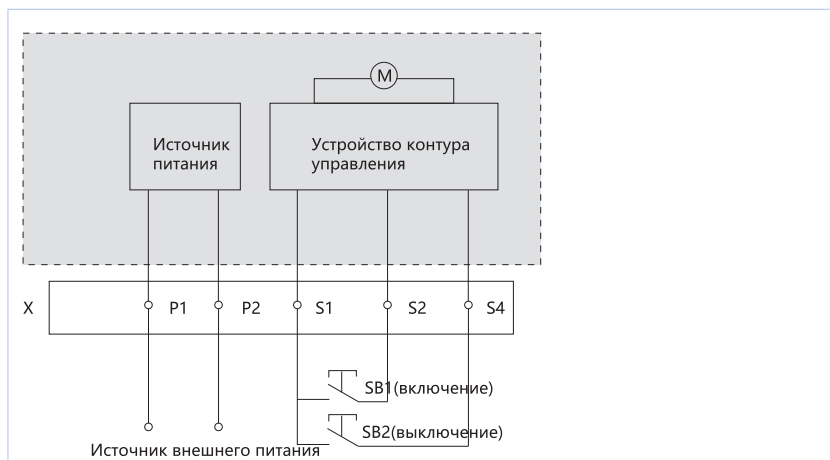 M
Источник
питания
Устройство контура
управления
X P1 P2 S1 S2 S4
SB1(включение)
SB2(выключение)
Источник внешнего питания